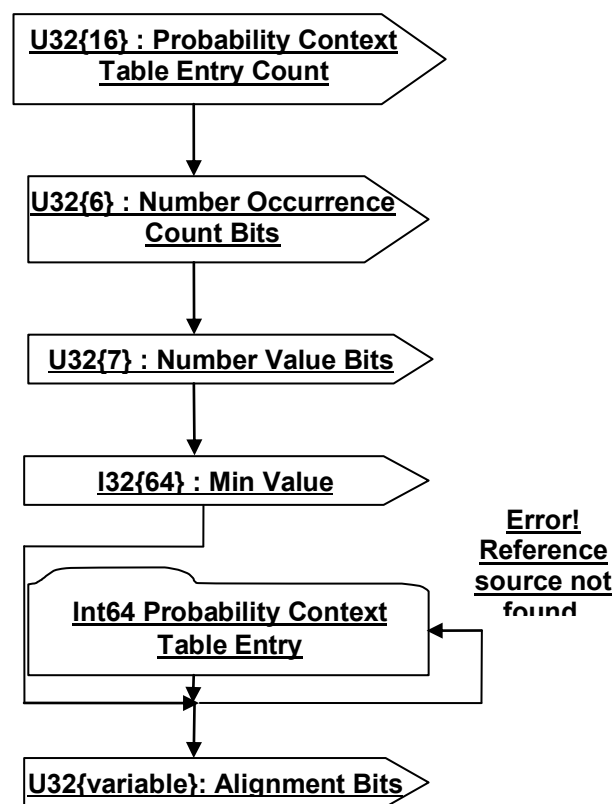 U32{16} : Probability Context
Table Entry Count
U32{6} : Number Occurrence
Count Bits
U32{7} : Number Value Bits
I32{64} : Min Value
Error!
Reference
source not
found
Int64 Probability Context
Table Entry
U32{variable}: Alignment Bits